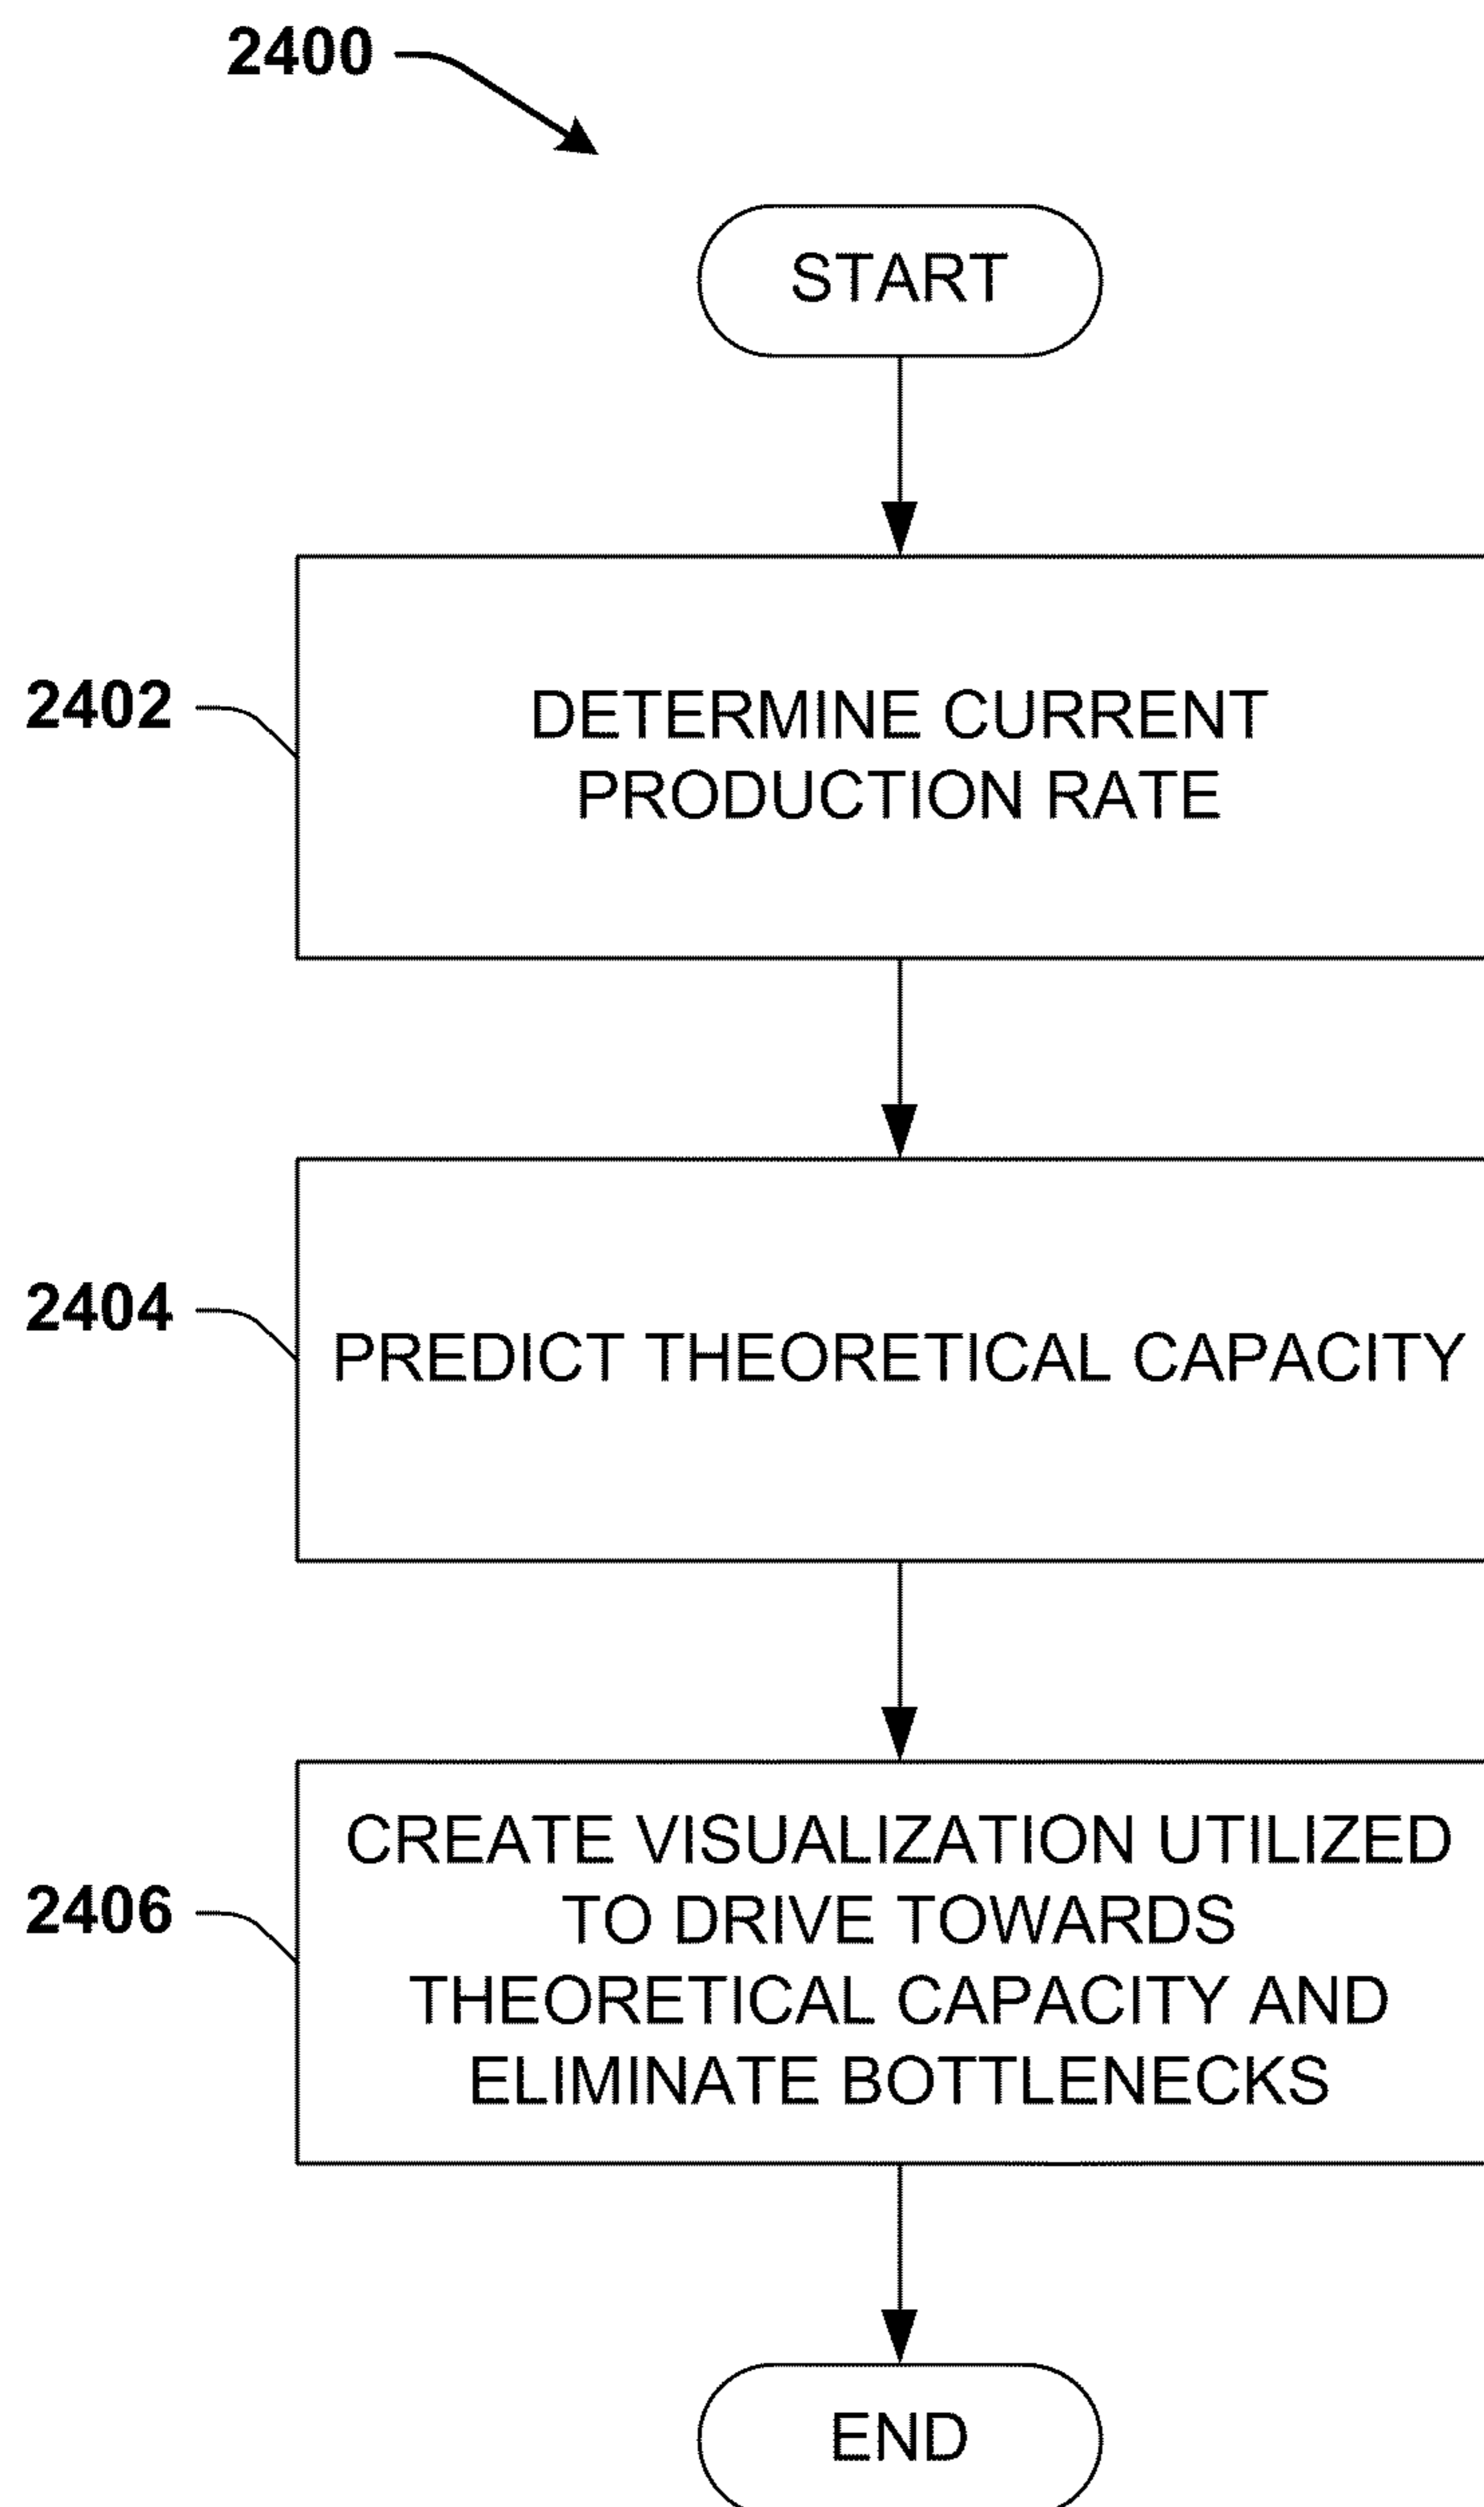 2400
START
2402
DETERMINE CURRENT
PRODUCTION RATE
2404
PREDICT THEORETICAL CAPACITY
2406
CREATE VISUALIZATION UTILIZED
TO DRIVE TOWARDS
THEORETICAL CAPACITY AND
ELIMINATE BOTTLENECKS
END